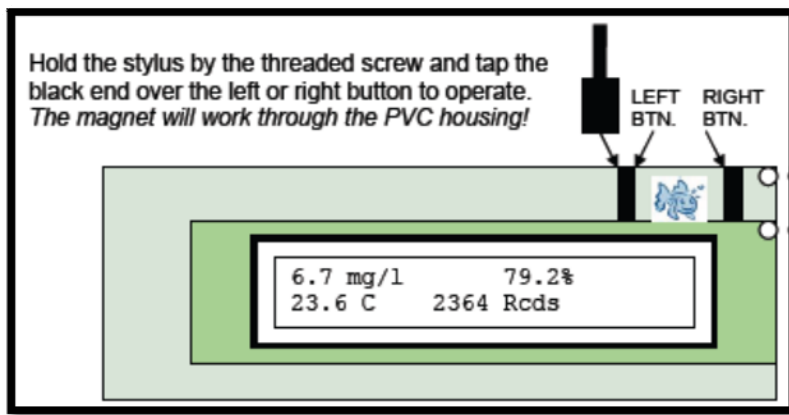 Hold the stylus by the threaded screw and tap the
black end over the left or right button to operate.
The magnet will work through the PVC housing!
LEFT BTN.
RIGHT BTN.
6.7 mg/l 79.2%
23.6 C 2364 Rcds